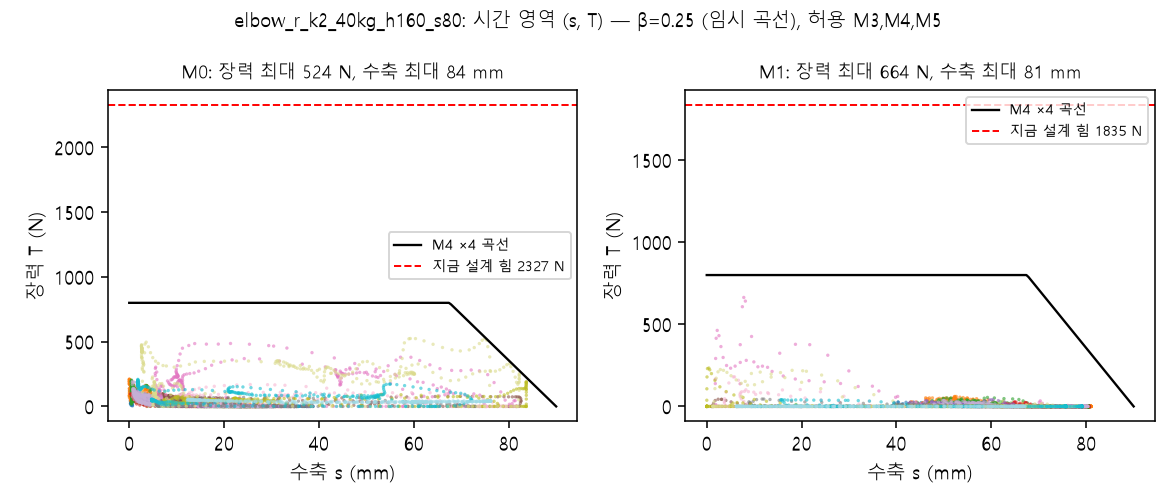 elbow_r_k2_40kg_h160_s80: 시간 영역 (s, T) — β=0.25 (임시 곡선), 허용 M3,M4,M5
M0: 장력 최대 524 N, 수축 최대 84 mm
장력 T (N)
2000
1500
1000
500
0
M4 ×4 곡선
지금 설계 힘 2327 N
0 20 40 60 80
수축 s (mm)
M1: 장력 최대 664 N, 수축 최대 81 mm
장력 T (N)
1500
1000
500
0
M4 ×4 곡선
지금 설계 힘 1835 N
0 20 40 60 80
수축 s (mm)